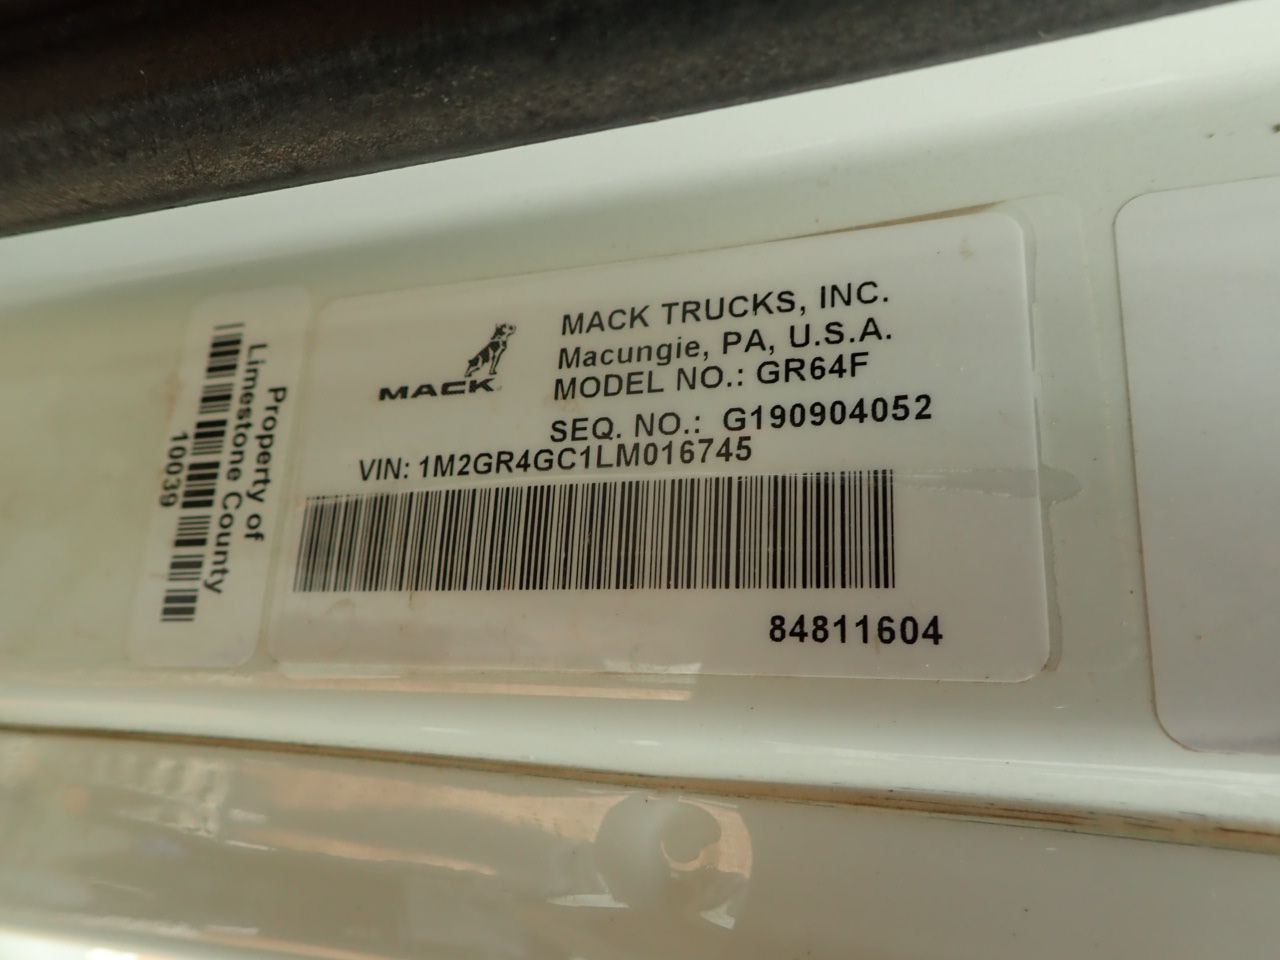 Property of
Limestone County
10039
MACK
MACK TRUCKS, INC.
Macungie, PA, U.S.A.
MODEL NO.: GR64F
SEQ. NO.: G190904052
VIN: 1M2GR4GC1LM016745
84811604